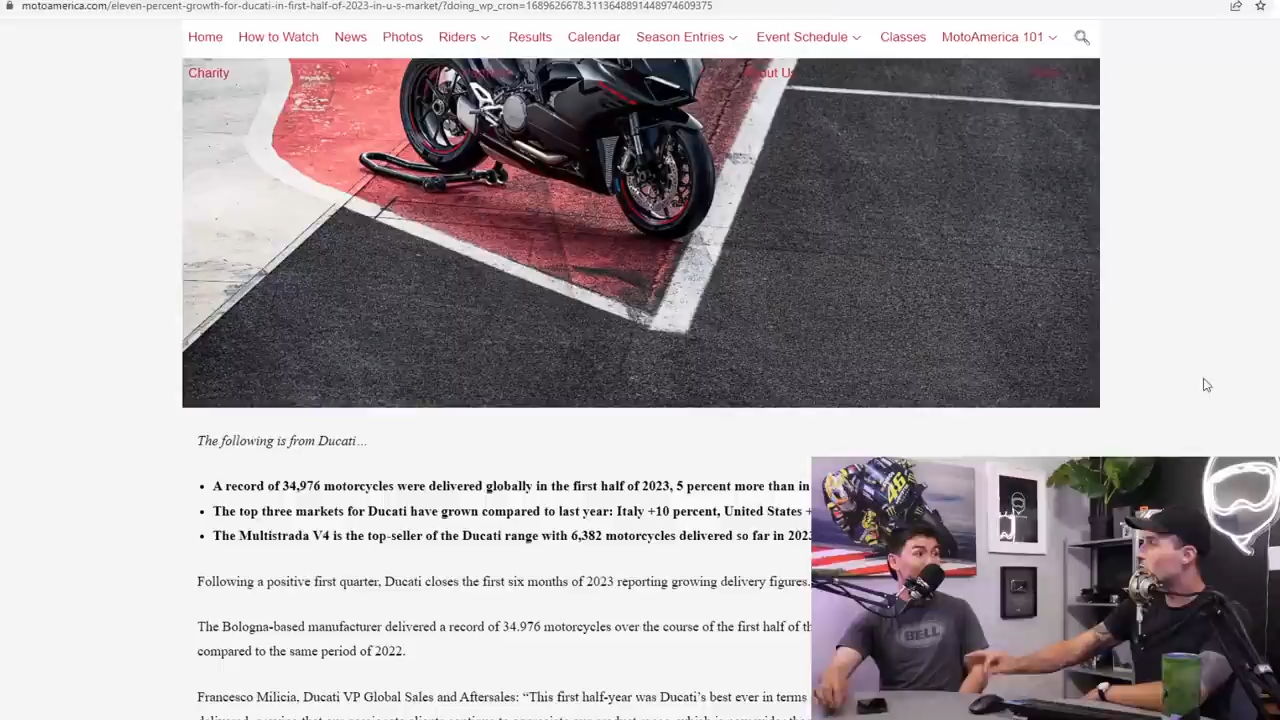 motoamerica.com/eleven-percent-growth-for-ducati-in-first-half-of-2023-in-u-s-market/?doing_wp_cron=1689626678.3113648891448974609375
Home How to Watch News Photos Riders Results Calendar Season Entries Event Schedule Classes MotoAmerica 101
Charity About Us
The following is from Ducati…
• A record of 34,976 motorcycles were delivered globally in the first half of 2023, 5 percent more than in
• The top three markets for Ducati have grown compared to last year: Italy +10 percent, United States +
• The Multistrada V4 is the top-seller of the Ducati range with 6,382 motorcycles delivered so far in 2023
Following a positive first quarter, Ducati closes the first six months of 2023 reporting growing delivery figures.
The Bologna-based manufacturer delivered a record of 34.976 motorcycles over the course of the first half of th
compared to the same period of 2022.
Francesco Milicia, Ducati VP Global Sales and Aftersales: “This first half-year was Ducati’s best ever in terms
46
BELL